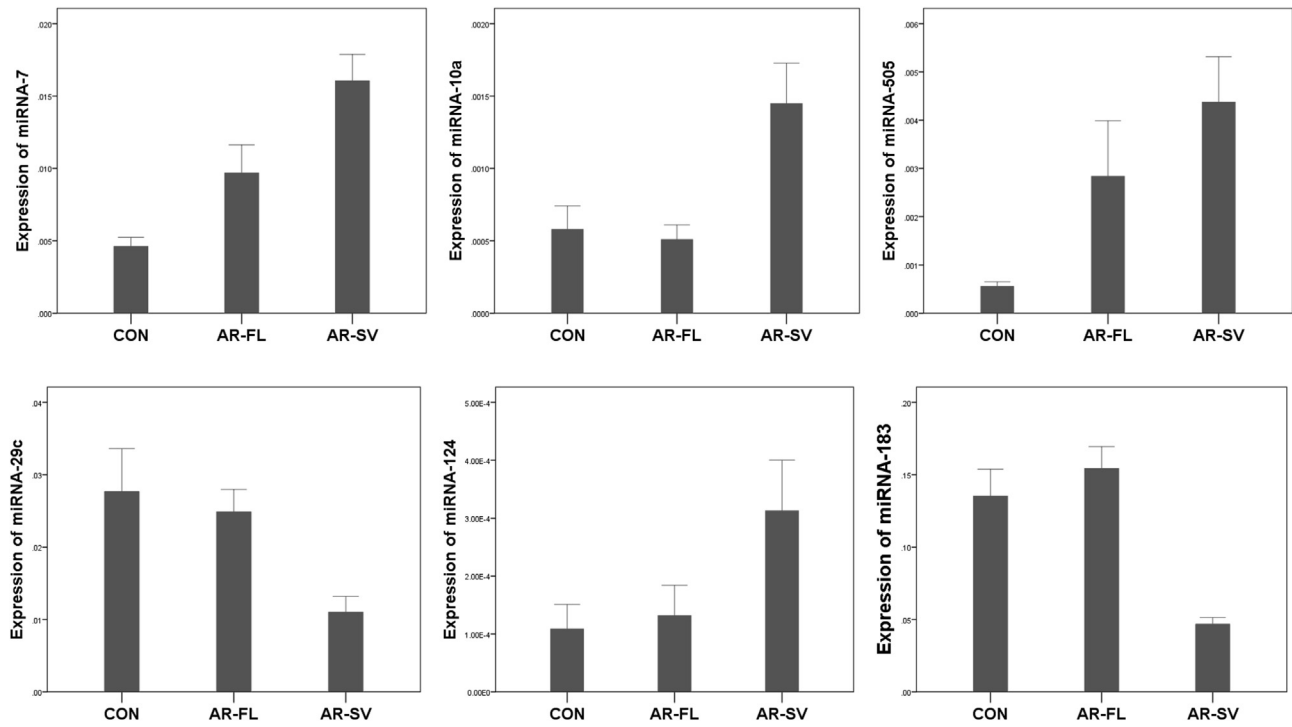 Expression of miRNA-7
.020
.015
.010
.005
.000
CON AR-FL AR-SV
Expression of miRNA-10a
.0020
.0015
.0010
.0005
.0000
CON AR-FL AR-SV
Expression of miRNA-505
.006
.005
.004
.003
.002
.001
.000
CON AR-FL AR-SV
Expression of miRNA-29c
.04
.03
.02
.01
.00
CON AR-FL AR-SV
Expression of miRNA-124
5.00E-4
4.00E-4
3.00E-4
2.00E-4
1.00E-4
0.00E0
CON AR-FL AR-SV
Expression of miRNA-183
.20
.15
.10
.05
.00
CON AR-FL AR-SV